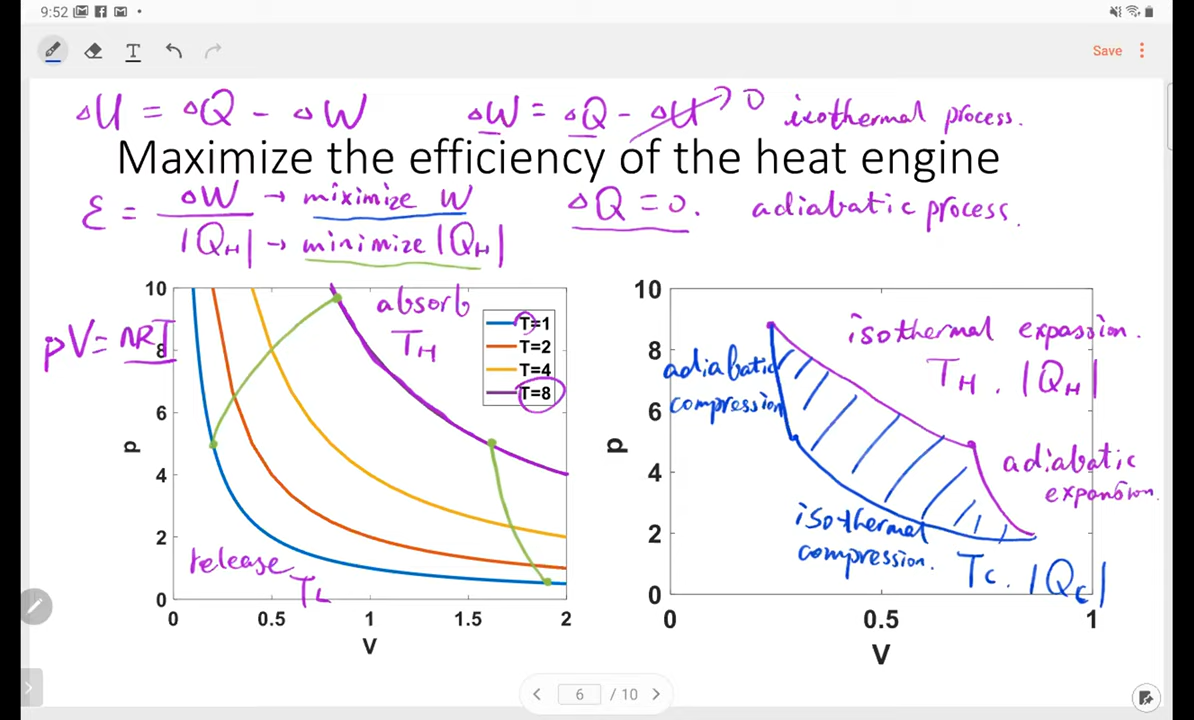 9:52
Save
ΔU = ΔQ - ΔW
ΔW = ΔQ - ΔU → 0 isothermal process.
Maximize the efficiency of the heat engine
ε = ΔW / |QH|
→ miximize W
→ minimize |QH|
ΔQ = 0. adiabatic process.
pV = nRT
absorb
TH
T=1
T=2
T=4
T=8
release
TL
10
8
6
4
2
0
p
0 0.5 1 1.5 2
V
isothermal expassion.
TH. |QH|
adiabatic
compression
adiabatic
expansion.
isothermal
compression.
Tc. |Qc|
10
8
6
4
2
0
p
0 0.5 1
V
6 / 10